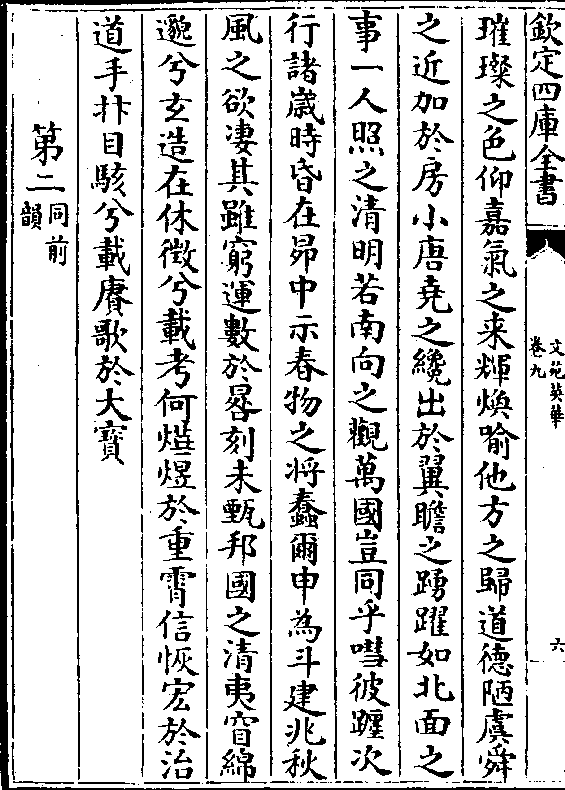 欽定四庫全書
文苑英華
卷九
六
璀璨之色仰嘉氣之来輝煥喻他方之歸道德陋虞舜
之近加於房小唐堯之纔出於翼瞻之踴躍如北面之
事一人照之清明若南向之觀萬國豈同乎嘒彼躔次
行諸歳時昏在昴中示春物之将蠢爾申為斗建兆秋
風之欲凄其雖窮運數於晷刻未甄邦國之清夷窅綿
邈兮玄造在休徴兮載考何熤煜於重霄信恢宏於治
道手抃目駭兮載賡歌於大寳
第二同前韻